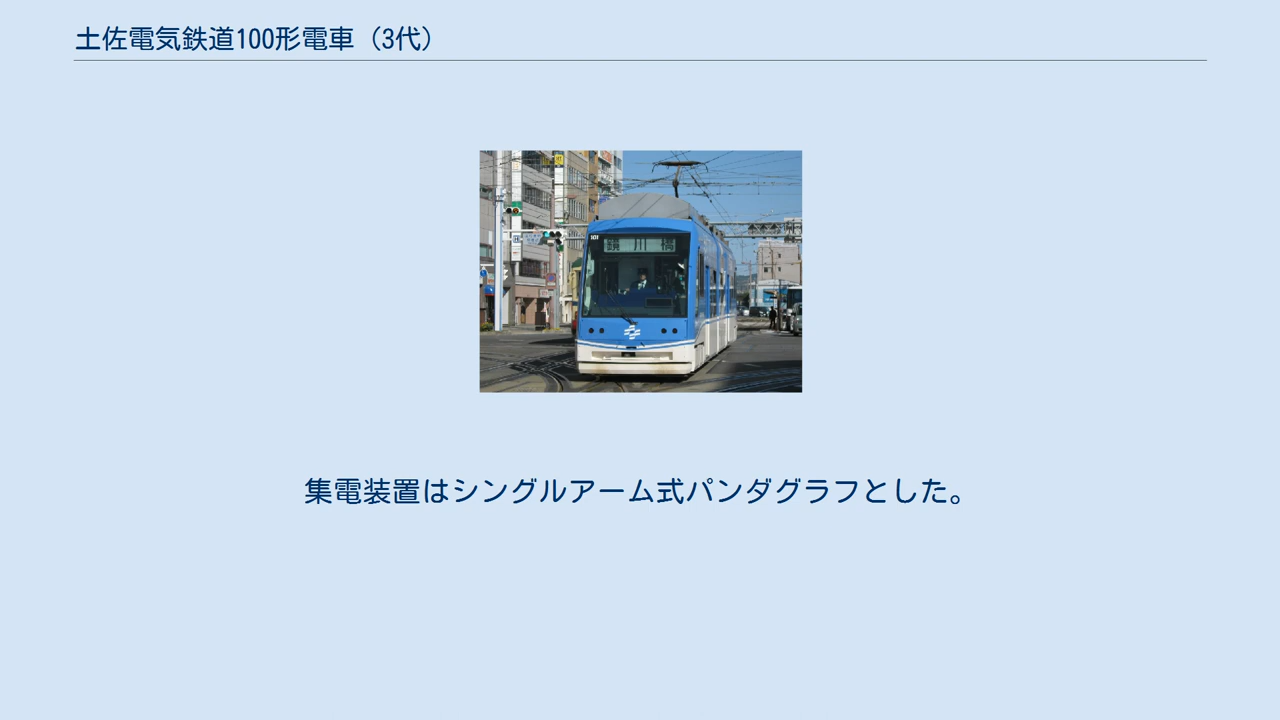 土佐電気鉄道100形電車（3代）
101
鏡川橋
集電装置はシングルアーム式パンダグラフとした。